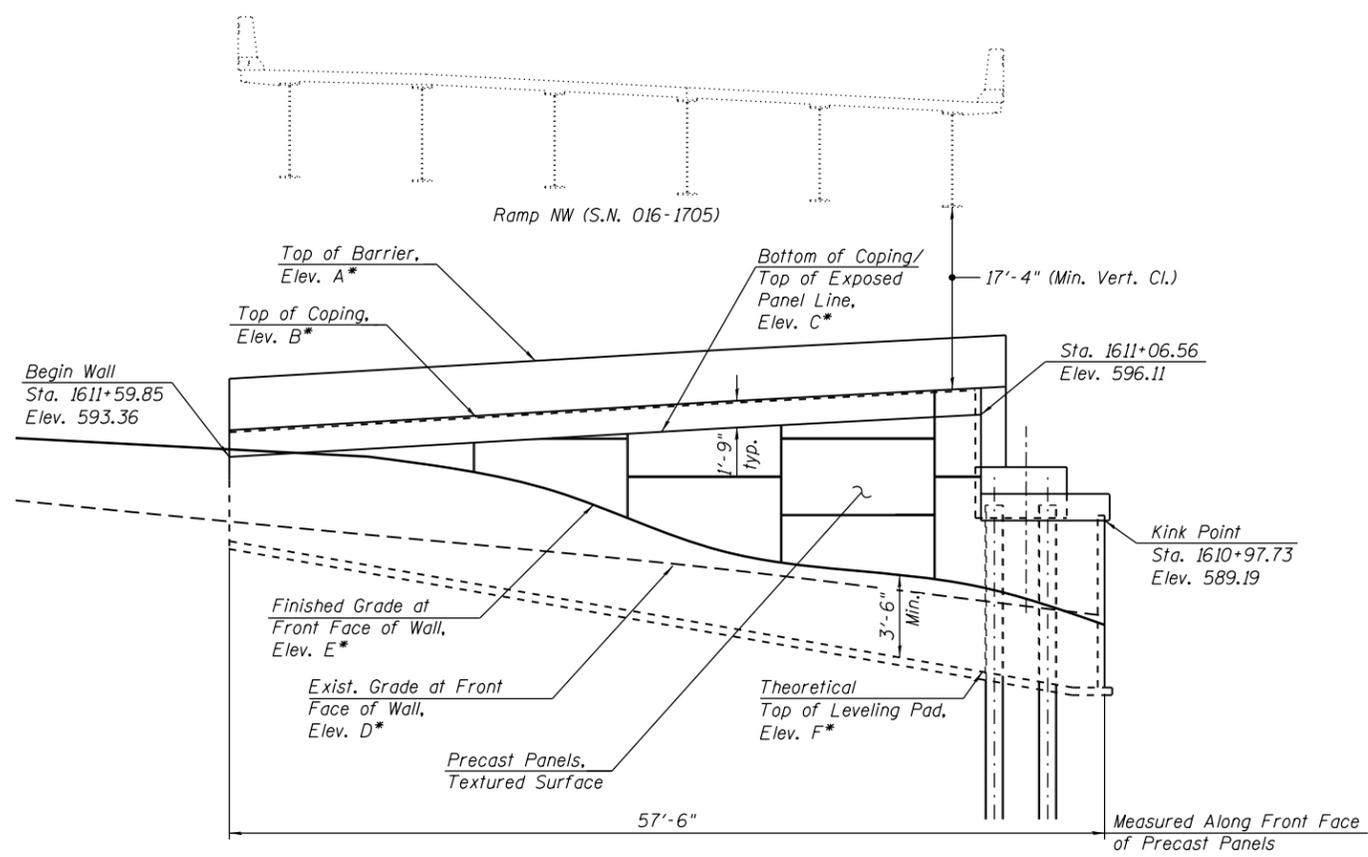 Ramp NW (S.N. 016-1705)
Top of Barrier,
Elev. A*
Bottom of Coping/
Top of Exposed
Panel Line,
Elev. C*
17'-4" (Min. Vert. Cl.)
Top of Coping,
Elev. B*
Begin Wall
Sta. 1611+59.85
Elev. 593.36
Sta. 1611+06.56
Elev. 596.11
1'-9"
typ.
Kink Point
Sta. 1610+97.73
Elev. 589.19
3'-6"
Min.
Finished Grade at
Front Face of Wall,
Elev. E*
Exist. Grade at Front
Face of Wall,
Elev. D*
Theoretical
Top of Leveling Pad,
Elev. F*
Precast Panels,
Textured Surface
57'-6"
Measured Along Front Face
of Precast Panels